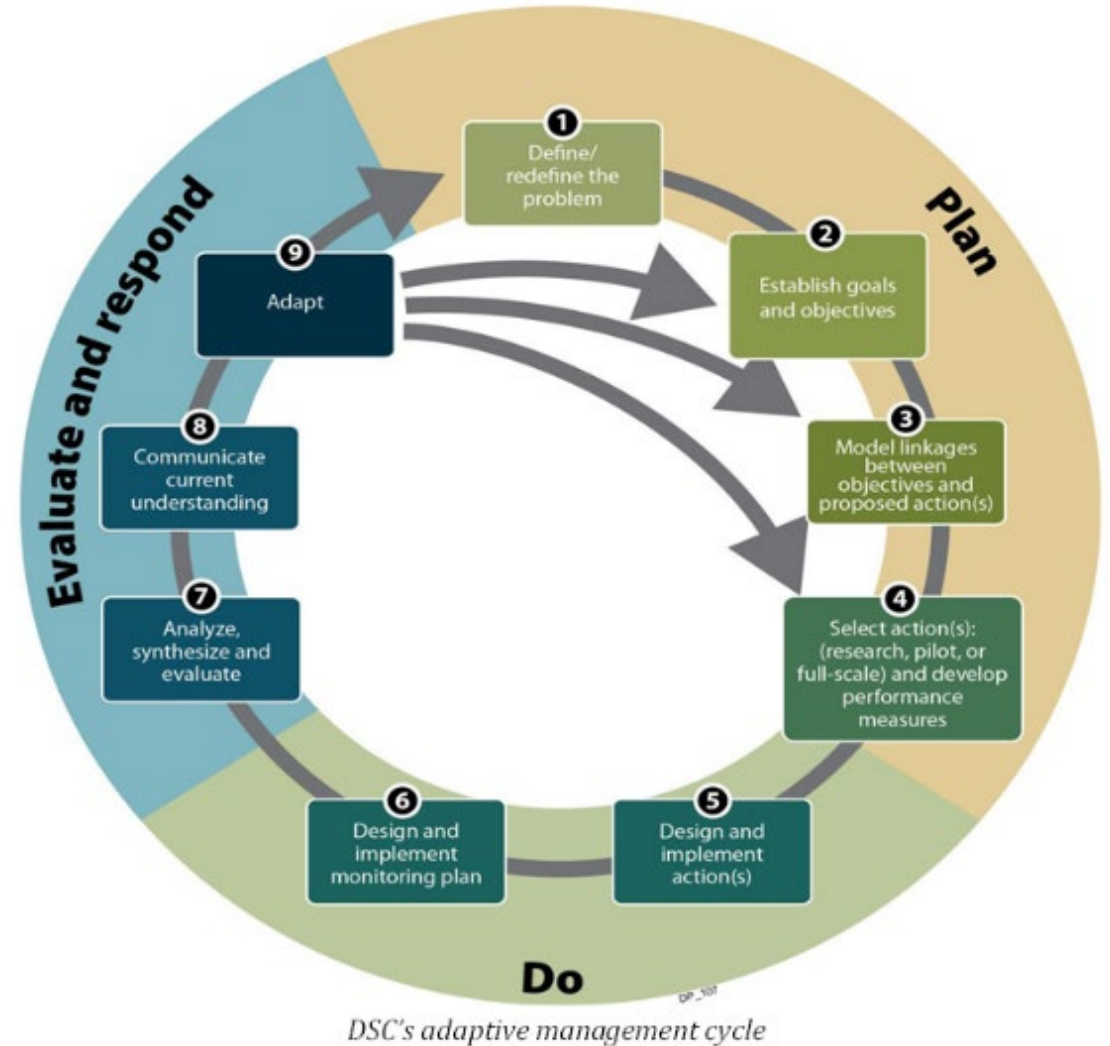 1
Define/
redefine the
problem
2
Establish goals
and objectives
3
Model linkages
between
objectives and
proposed action(s)
4
Select action(s):
(research, pilot, or
full-scale) and develop
performance
measures
5
Design and
implement
action(s)
6
Design and
implement
monitoring plan
7
Analyze,
synthesize and
evaluate
8
Communicate
current
understanding
9
Adapt
Plan
Do
Evaluate and respond
DP_107
DSC's adaptive management cycle